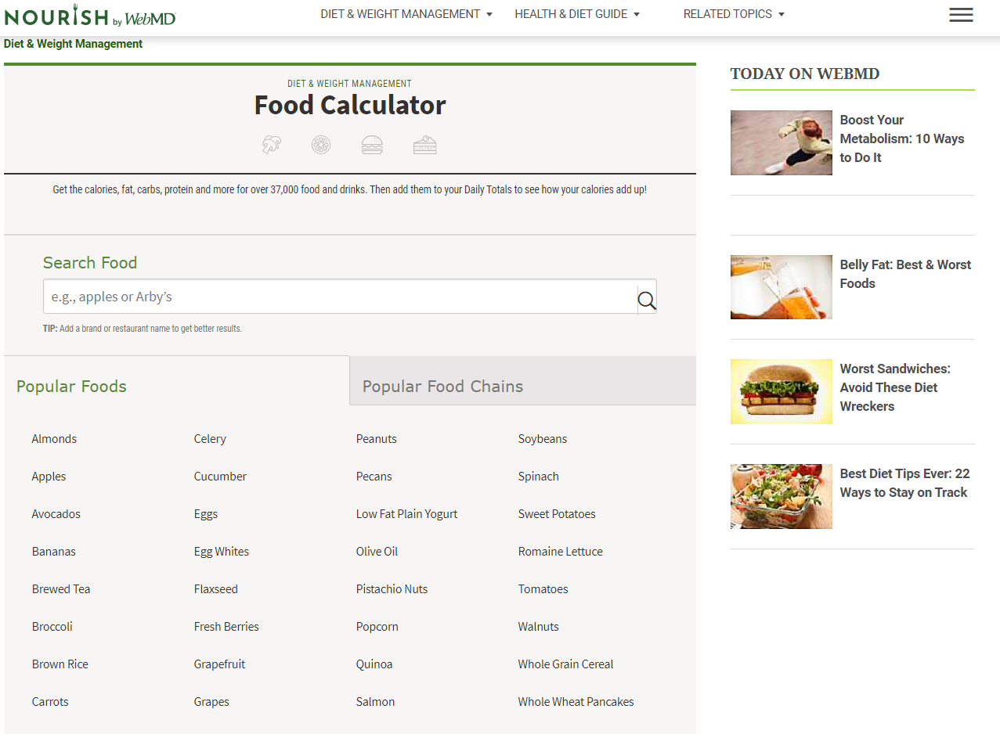 NOURISH by WebMD
DIET & WEIGHT MANAGEMENT
HEALTH & DIET GUIDE
RELATED TOPICS
Diet & Weight Management
DIET & WEIGHT MANAGEMENT
Food Calculator
Get the calories, fat, carbs, protein and more for over 37,000 food and drinks. Then add them to your Daily Totals to see how your calories add up!
Search Food
e.g., apples or Arby’s
TIP: Add a brand or restaurant name to get better results.
Popular Foods
Popular Food Chains
Almonds
Apples
Avocados
Bananas
Brewed Tea
Broccoli
Brown Rice
Carrots
Celery
Cucumber
Eggs
Egg Whites
Flaxseed
Fresh Berries
Grapefruit
Grapes
Peanuts
Pecans
Low Fat Plain Yogurt
Olive Oil
Pistachio Nuts
Popcorn
Quinoa
Salmon
Soybeans
Spinach
Sweet Potatoes
Romaine Lettuce
Tomatoes
Walnuts
Whole Grain Cereal
Whole Wheat Pancakes
TODAY ON WEBMD
Boost Your
Metabolism: 10 Ways
to Do It
Belly Fat: Best & Worst
Foods
Worst Sandwiches:
Avoid These Diet
Wreckers
Best Diet Tips Ever: 22
Ways to Stay on Track